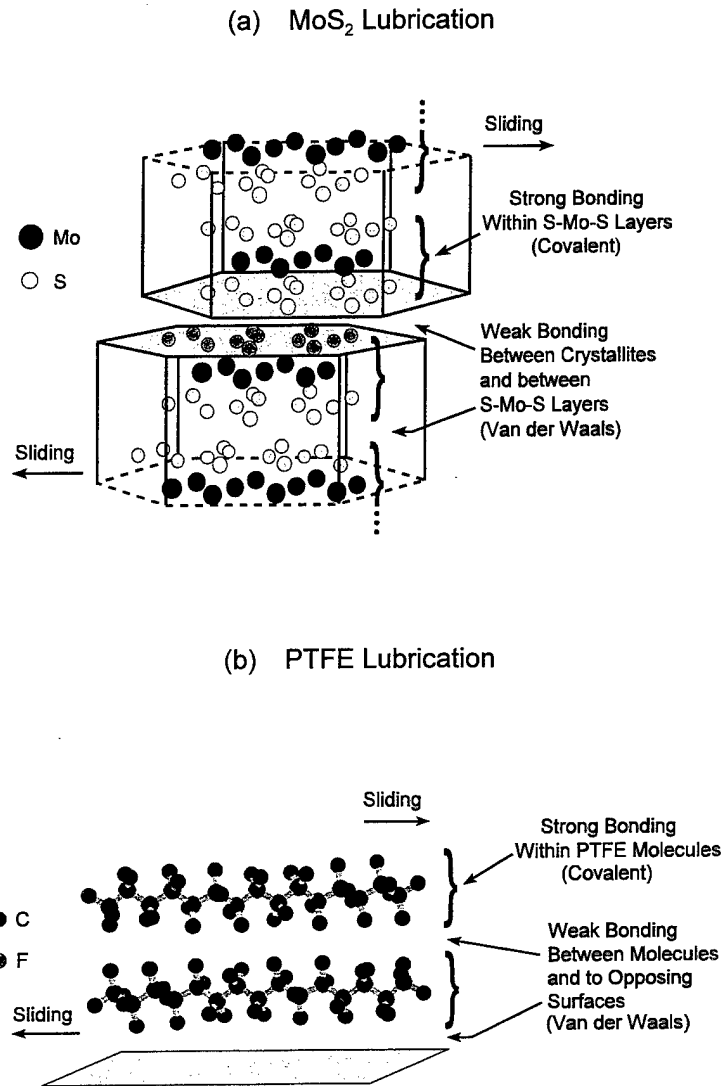 (a) MoS₂ Lubrication
Sliding
Strong Bonding
Within S-Mo-S Layers
(Covalent)
Mo
S
Weak Bonding
Between Crystallites
and between
S-Mo-S Layers
(Van der Waals)
Sliding
(b) PTFE Lubrication
Sliding
Strong Bonding
Within PTFE Molecules
(Covalent)
C
F
Weak Bonding
Between Molecules
and to Opposing
Surfaces
(Van der Waals)
Sliding